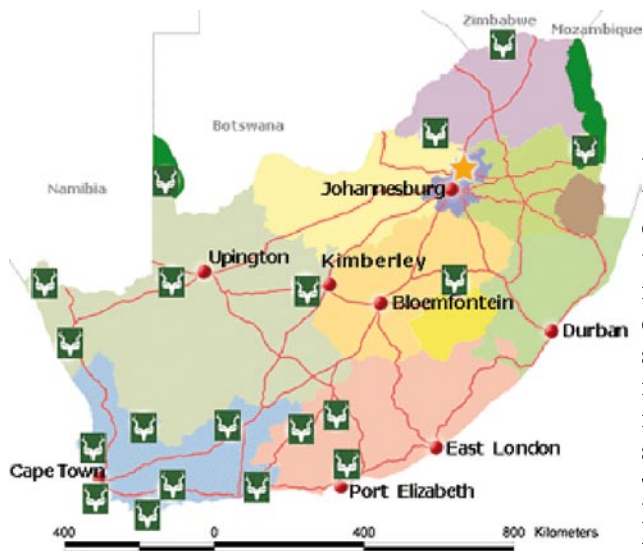 Zimbabwe
Mozambique
Botswana
Namibia
Johannesburg
Upington
Kimberley
Bloemfontein
Durban
East London
Cape Town
Port Elizabeth
400 0 400 800 Kilometers